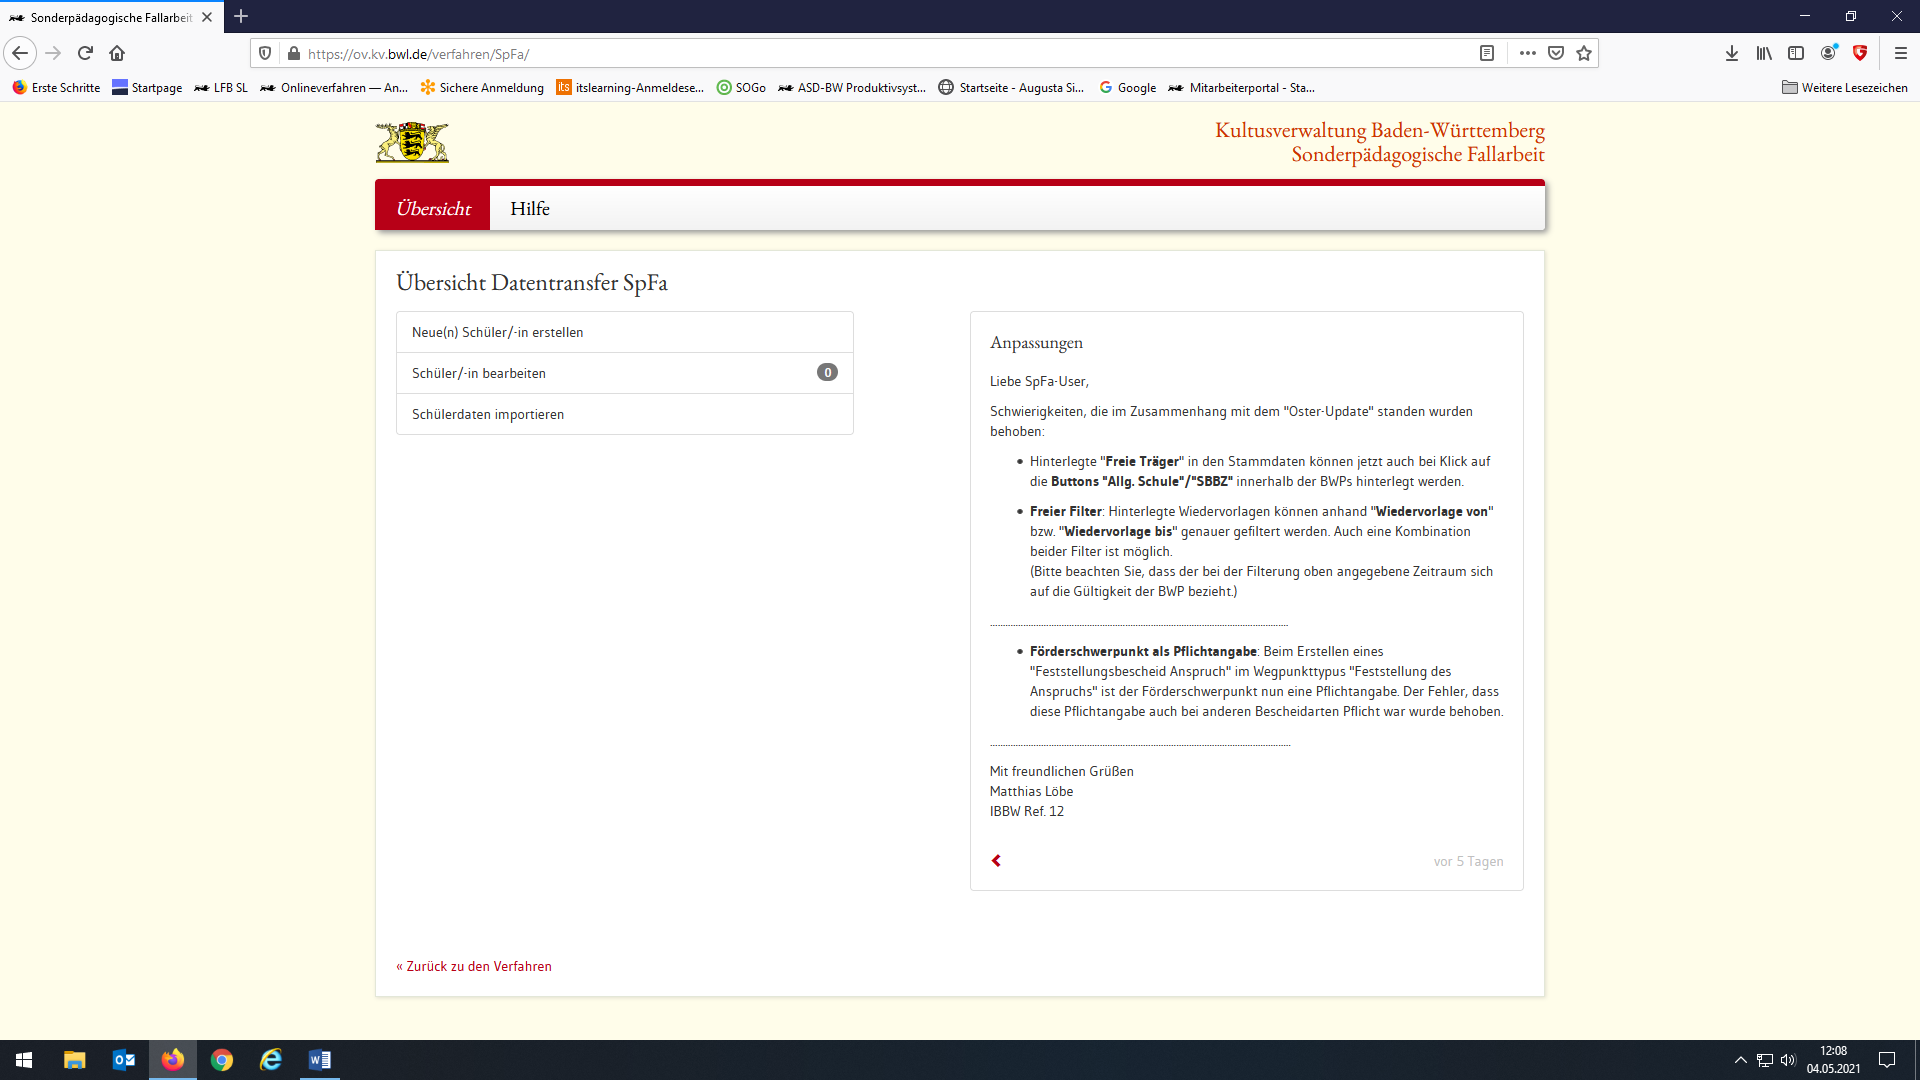 Sonderpädagogische Fallarbeit
https://ov.kv.bwl.de/verfahren/SpFa/
Erste Schritte
Startpage
LFB SL
Onlineverfahren — An...
Sichere Anmeldung
its
itslearning-Anmeldese...
SOGo
ASD-BW Produktivsyst...
Startseite - Augusta Si...
Google
Mitarbeiterportal - Sta...
Weitere Lesezeichen
Kultusverwaltung Baden-Württemberg
Sonderpädagogische Fallarbeit
Übersicht
Hilfe
Übersicht Datentransfer SpFa
Neue(n) Schüler/-in erstellen
Schüler/-in bearbeiten 0
Schülerdaten importieren
Anpassungen
Liebe SpFa-User,
Schwierigkeiten, die im Zusammenhang mit dem "Oster-Update" standen wurden
behoben:
• Hinterlegte "Freie Träger" in den Stammdaten können jetzt auch bei Klick auf
die Buttons "Allg. Schule"/"SBBZ" innerhalb der BWPs hinterlegt werden.
• Freier Filter: Hinterlegte Wiedervorlagen können anhand "Wiedervorlage von"
bzw. "Wiedervorlage bis" genauer gefiltert werden. Auch eine Kombination
beider Filter ist möglich.
(Bitte beachten Sie, dass der bei der Filterung oben angegebene Zeitraum sich
auf die Gültigkeit der BWP bezieht.)
• Förderschwerpunkt als Pflichtangabe: Beim Erstellen eines
"Feststellungsbescheid Anspruch" im Wegpunkttypus "Feststellung des
Anspruchs" ist der Förderschwerpunkt nun eine Pflichtangabe. Der Fehler, dass
diese Pflichtangabe auch bei anderen Bescheidarten Pflicht war wurde behoben.
Mit freundlichen Grüßen
Matthias Löbe
IBBW Ref. 12
vor 5 Tagen
« Zurück zu den Verfahren
12:08
04.05.2021